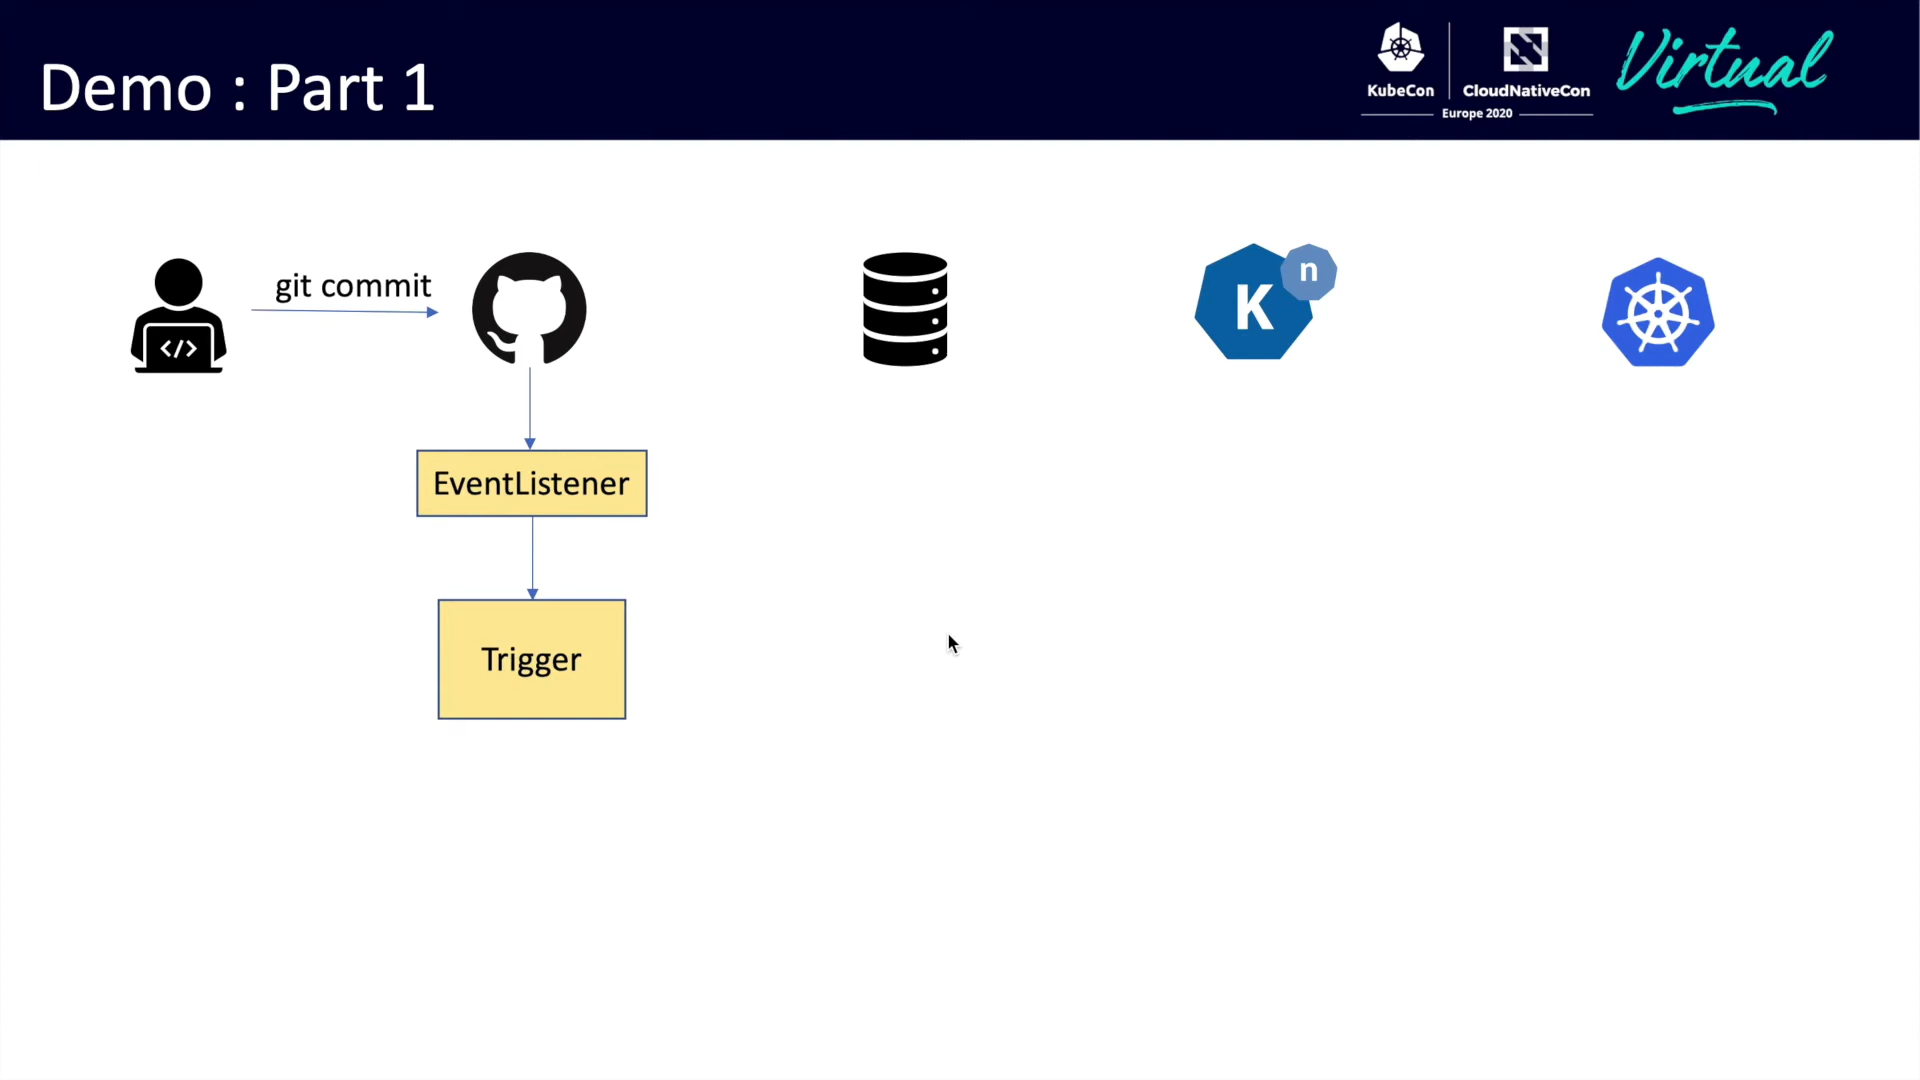 Demo : Part 1
KubeCon
CloudNativeCon
Europe 2020
Virtual
git commit
</>
K
n
EventListener
Trigger